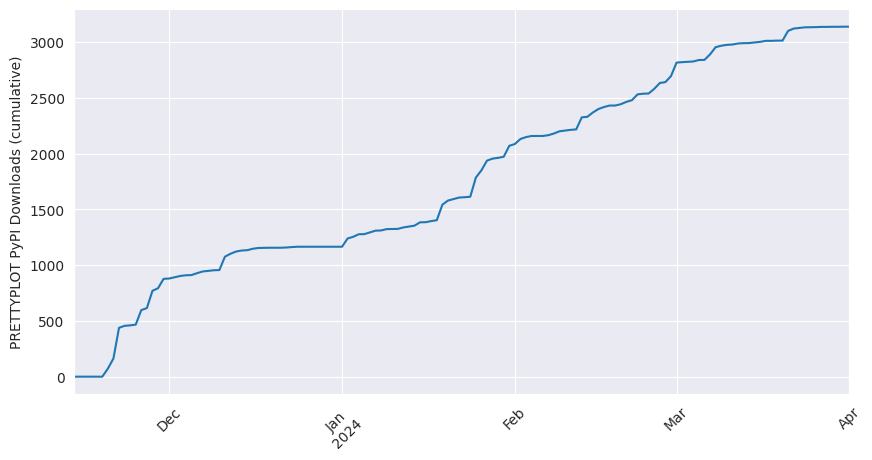 PRETTYPLOT PyPI Downloads (cumulative)
3000
2500
2000
1500
1000
500
0
Dec
Jan
2024
Feb
Mar
Apr